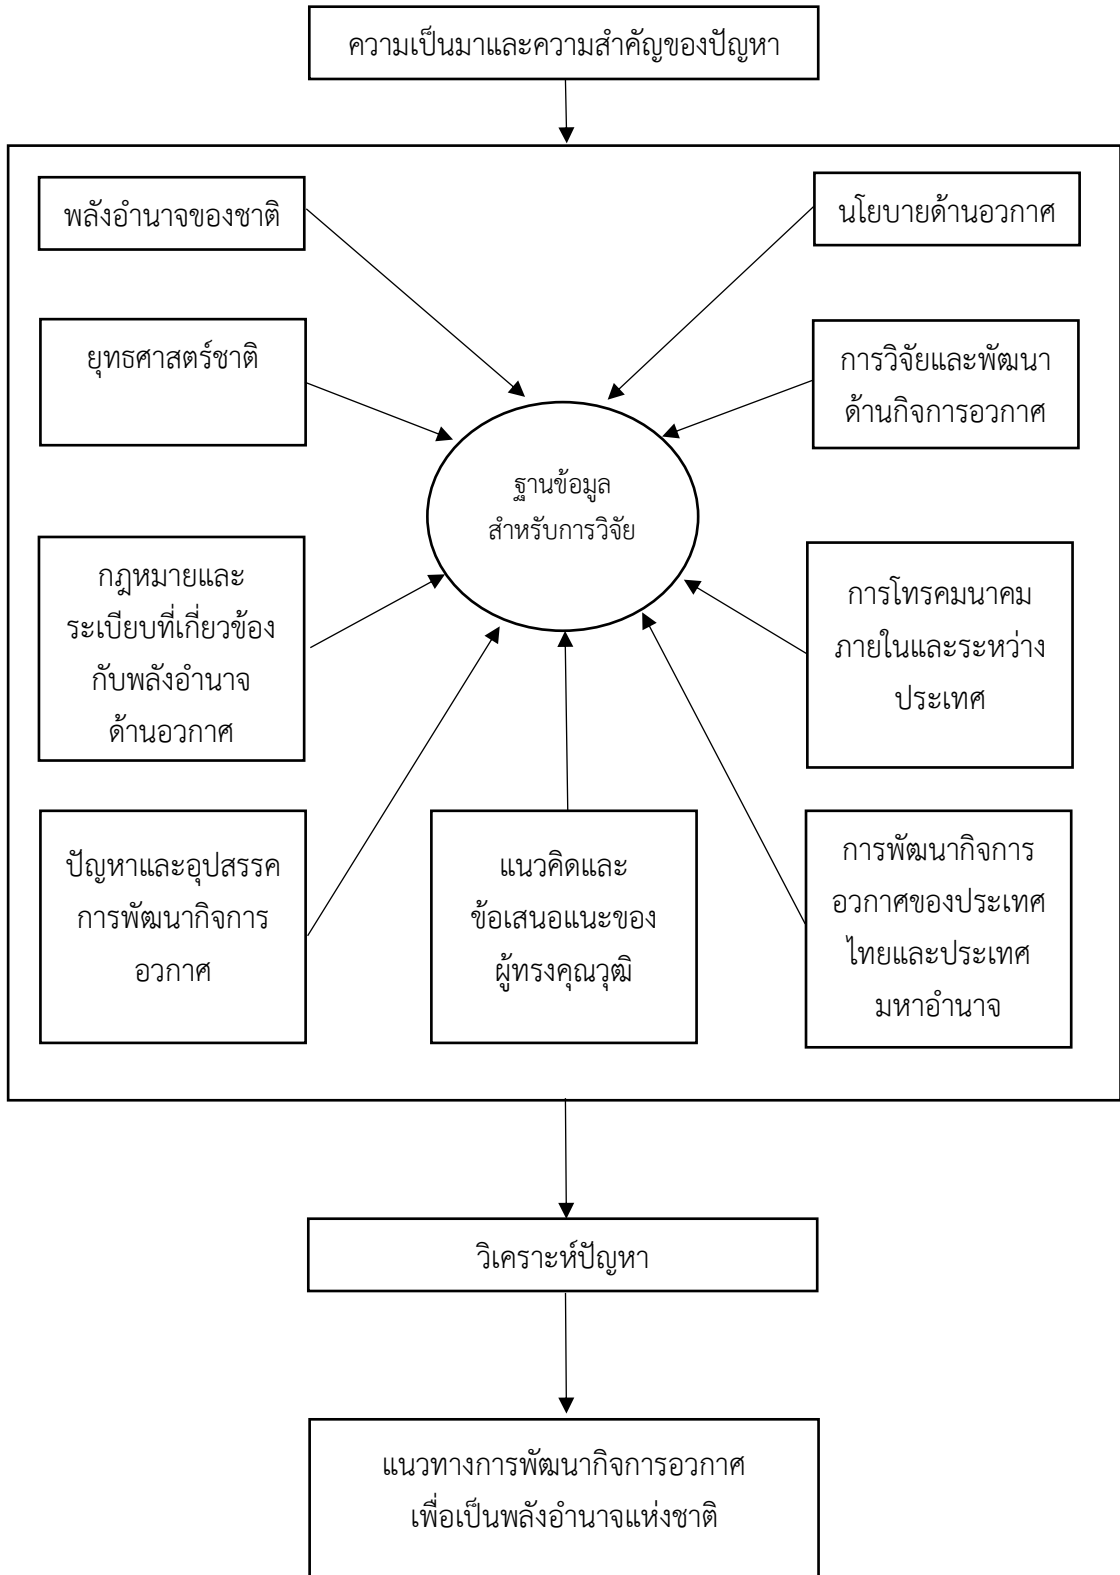 ความเป็นมาและความสำคัญของปัญหา
พลังอำนาจของชาติ
นโยบายด้านอวกาศ
ยุทธศาสตร์ชาติ
การวิจัยและพัฒนา
ด้านกิจการอวกาศ
ฐานข้อมูล
สำหรับการวิจัย
กฎหมายและ
ระเบียบที่เกี่ยวข้อง
กับพลังอำนาจ
ด้านอวกาศ
การโทรคมนาคม
ภายในและระหว่าง
ประเทศ
ปัญหาและอุปสรรค
การพัฒนากิจการ
อวกาศ
แนวคิดและ
ข้อเสนอแนะของ
ผู้ทรงคุณวุฒิ
การพัฒนากิจการ
อวกาศของประเทศ
ไทยและประเทศ
มหาอำนาจ
วิเคราะห์ปัญหา
แนวทางการพัฒนากิจการอวกาศ
เพื่อเป็นพลังอำนาจแห่งชาติ